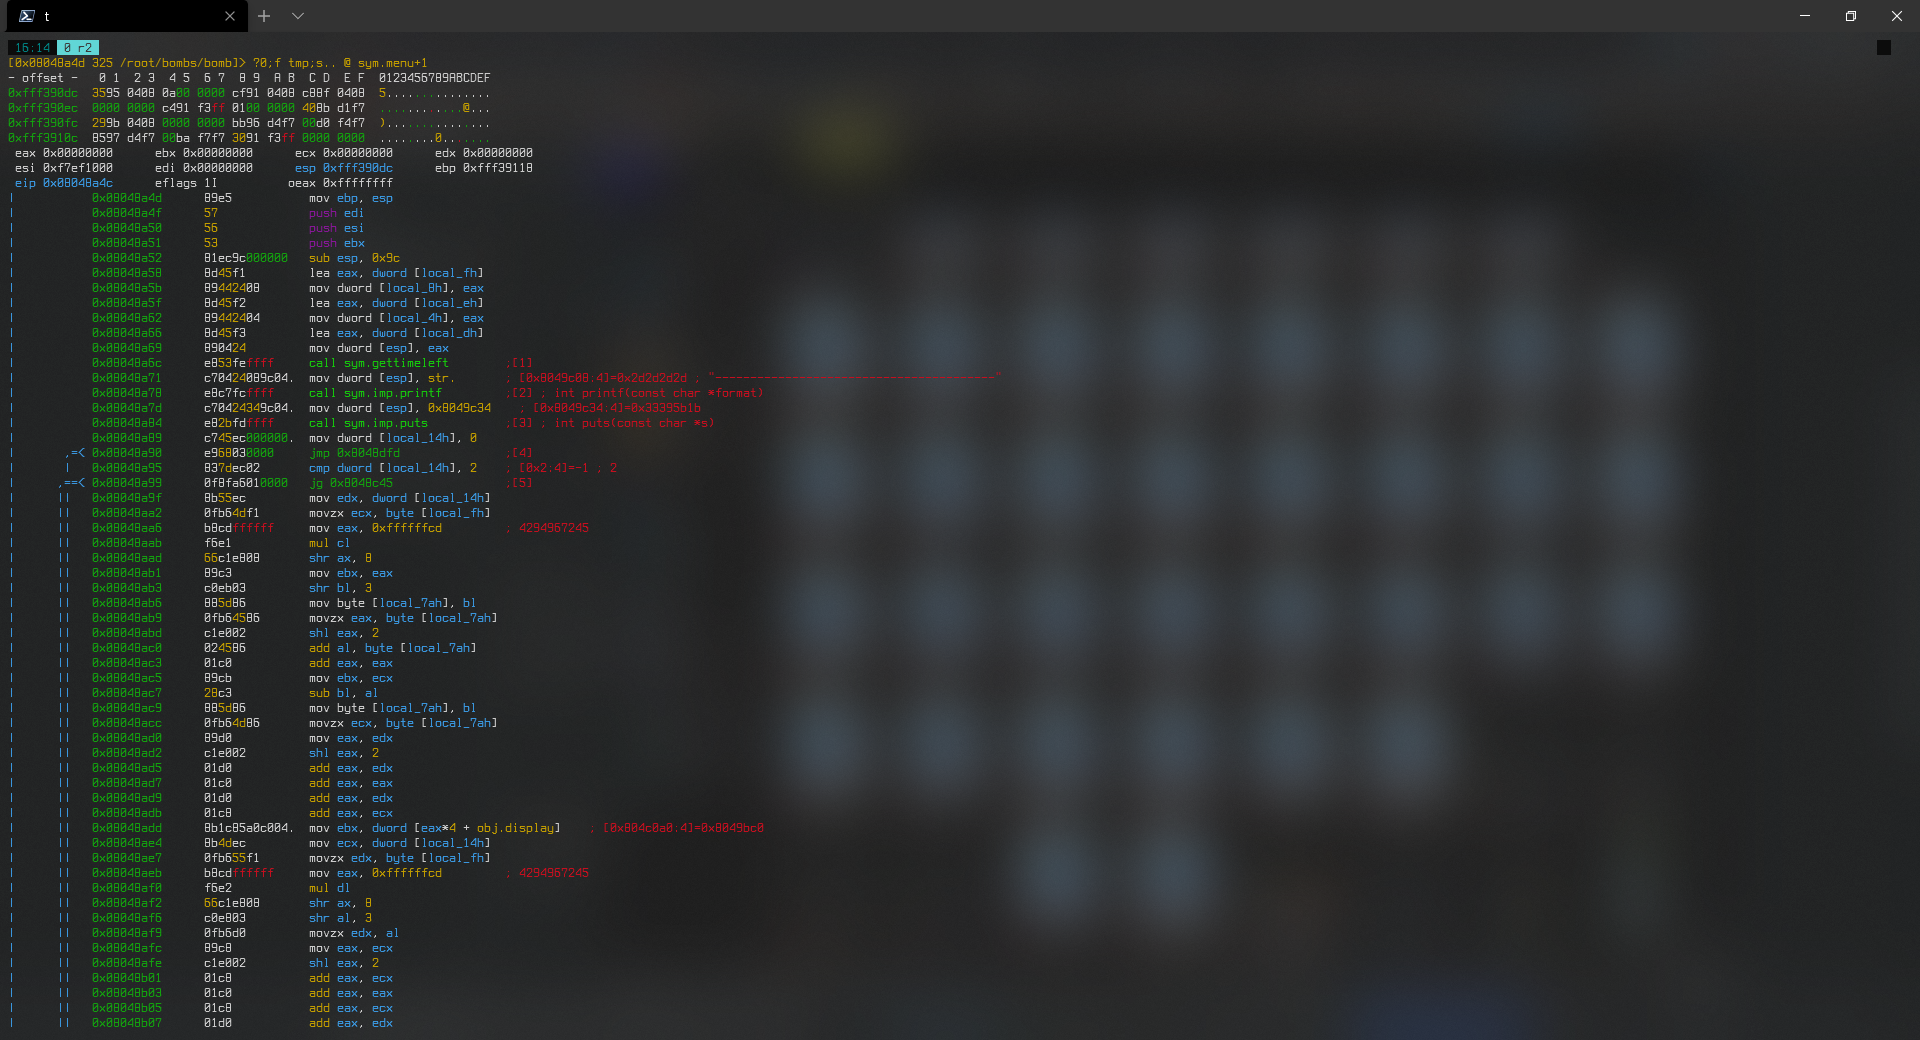 t
16:14 0 r2
[0x08048a4d 325 /root/bombs/bomb]> ?0;f tmp;s.. @ sym.menu+1
- offset -   0 1  2 3  4 5  6 7  8 9  A B  C D  E F  0123456789ABCDEF
0xfff390dc  3595 0408 0a00 0000 cf91 0408 c88f 0408  5...............
0xfff390ec  0000 0000 c491 f3ff 0100 0000 408b d1f7  ............@...
0xfff390fc  299b 0408 0000 0000 bb96 d4f7 00d0 f4f7  )...............
0xfff3910c  8597 d4f7 00ba f7f7 3091 f3ff 0000 0000  ........0.......
eax 0x00000000 ebx 0x00000000 ecx 0x00000000 edx 0x00000000
esi 0xf7ef1000 edi 0x00000000 esp 0xfff390dc ebp 0xfff39118
eip 0x08048a4c eflags 1I oeax 0xffffffff
| 0x08048a4d 89e5 mov ebp, esp
| 0x08048a4f 57 push edi
| 0x08048a50 56 push esi
| 0x08048a51 53 push ebx
| 0x08048a52 81ec9c000000 sub esp, 0x9c
| 0x08048a58 8d45f1 lea eax, dword [local_fh]
| 0x08048a5b 89442408 mov dword [local_8h], eax
| 0x08048a5f 8d45f2 lea eax, dword [local_eh]
| 0x08048a62 89442404 mov dword [local_4h], eax
| 0x08048a66 8d45f3 lea eax, dword [local_dh]
| 0x08048a69 890424 mov dword [esp], eax
| 0x08048a6c e853feffff call sym.gettimeleft ;[1]
| 0x08048a71 c70424089c04. mov dword [esp], str. ; [0x8049c08:4]=0x2d2d2d2d ; "----------------------------------------"
| 0x08048a78 e8c7fcffff call sym.imp.printf ;[2] ; int printf(const char *format)
| 0x08048a7d c70424349c04. mov dword [esp], 0x8049c34 ; [0x8049c34:4]=0x33395b1b
| 0x08048a84 e82bfdffff call sym.imp.puts ;[3] ; int puts(const char *s)
| 0x08048a89 c745ec000000. mov dword [local_14h], 0
| ,=< 0x08048a90 e968030000 jmp 0x8048dfd ;[4]
| | 0x08048a95 837dec02 cmp dword [local_14h], 2 ; [0x2:4]=-1 ; 2
| ,==< 0x08048a99 0f8fa6010000 jg 0x8048c45 ;[5]
| || 0x08048a9f 8b55ec mov edx, dword [local_14h]
| || 0x08048aa2 0fb64df1 movzx ecx, byte [local_fh]
| || 0x08048aa6 b8cdffffff mov eax, 0xffffffcd ; 4294967245
| || 0x08048aab f6e1 mul cl
| || 0x08048aad 66c1e808 shr ax, 8
| || 0x08048ab1 89c3 mov ebx, eax
| || 0x08048ab3 c0eb03 shr bl, 3
| || 0x08048ab6 885d86 mov byte [local_7ah], bl
| || 0x08048ab9 0fb64586 movzx eax, byte [local_7ah]
| || 0x08048abd c1e002 shl eax, 2
| || 0x08048ac0 024586 add al, byte [local_7ah]
| || 0x08048ac3 01c0 add eax, eax
| || 0x08048ac5 89cb mov ebx, ecx
| || 0x08048ac7 28c3 sub bl, al
| || 0x08048ac9 885d86 mov byte [local_7ah], bl
| || 0x08048acc 0fb64d86 movzx ecx, byte [local_7ah]
| || 0x08048ad0 89d0 mov eax, edx
| || 0x08048ad2 c1e002 shl eax, 2
| || 0x08048ad5 01d0 add eax, edx
| || 0x08048ad7 01c0 add eax, eax
| || 0x08048ad9 01d0 add eax, edx
| || 0x08048adb 01c8 add eax, ecx
| || 0x08048add 8b1c85a0c004. mov ebx, dword [eax*4 + obj.display] ; [0x804c0a0:4]=0x8049bc0
| || 0x08048ae4 8b4dec mov ecx, dword [local_14h]
| || 0x08048ae7 0fb655f1 movzx edx, byte [local_fh]
| || 0x08048aeb b8cdffffff mov eax, 0xffffffcd ; 4294967245
| || 0x08048af0 f6e2 mul dl
| || 0x08048af2 66c1e808 shr ax, 8
| || 0x08048af6 c0e803 shr al, 3
| || 0x08048af9 0fb6d0 movzx edx, al
| || 0x08048afc 89c8 mov eax, ecx
| || 0x08048afe c1e002 shl eax, 2
| || 0x08048b01 01c8 add eax, ecx
| || 0x08048b03 01c0 add eax, eax
| || 0x08048b05 01c8 add eax, ecx
| || 0x08048b07 01d0 add eax, edx